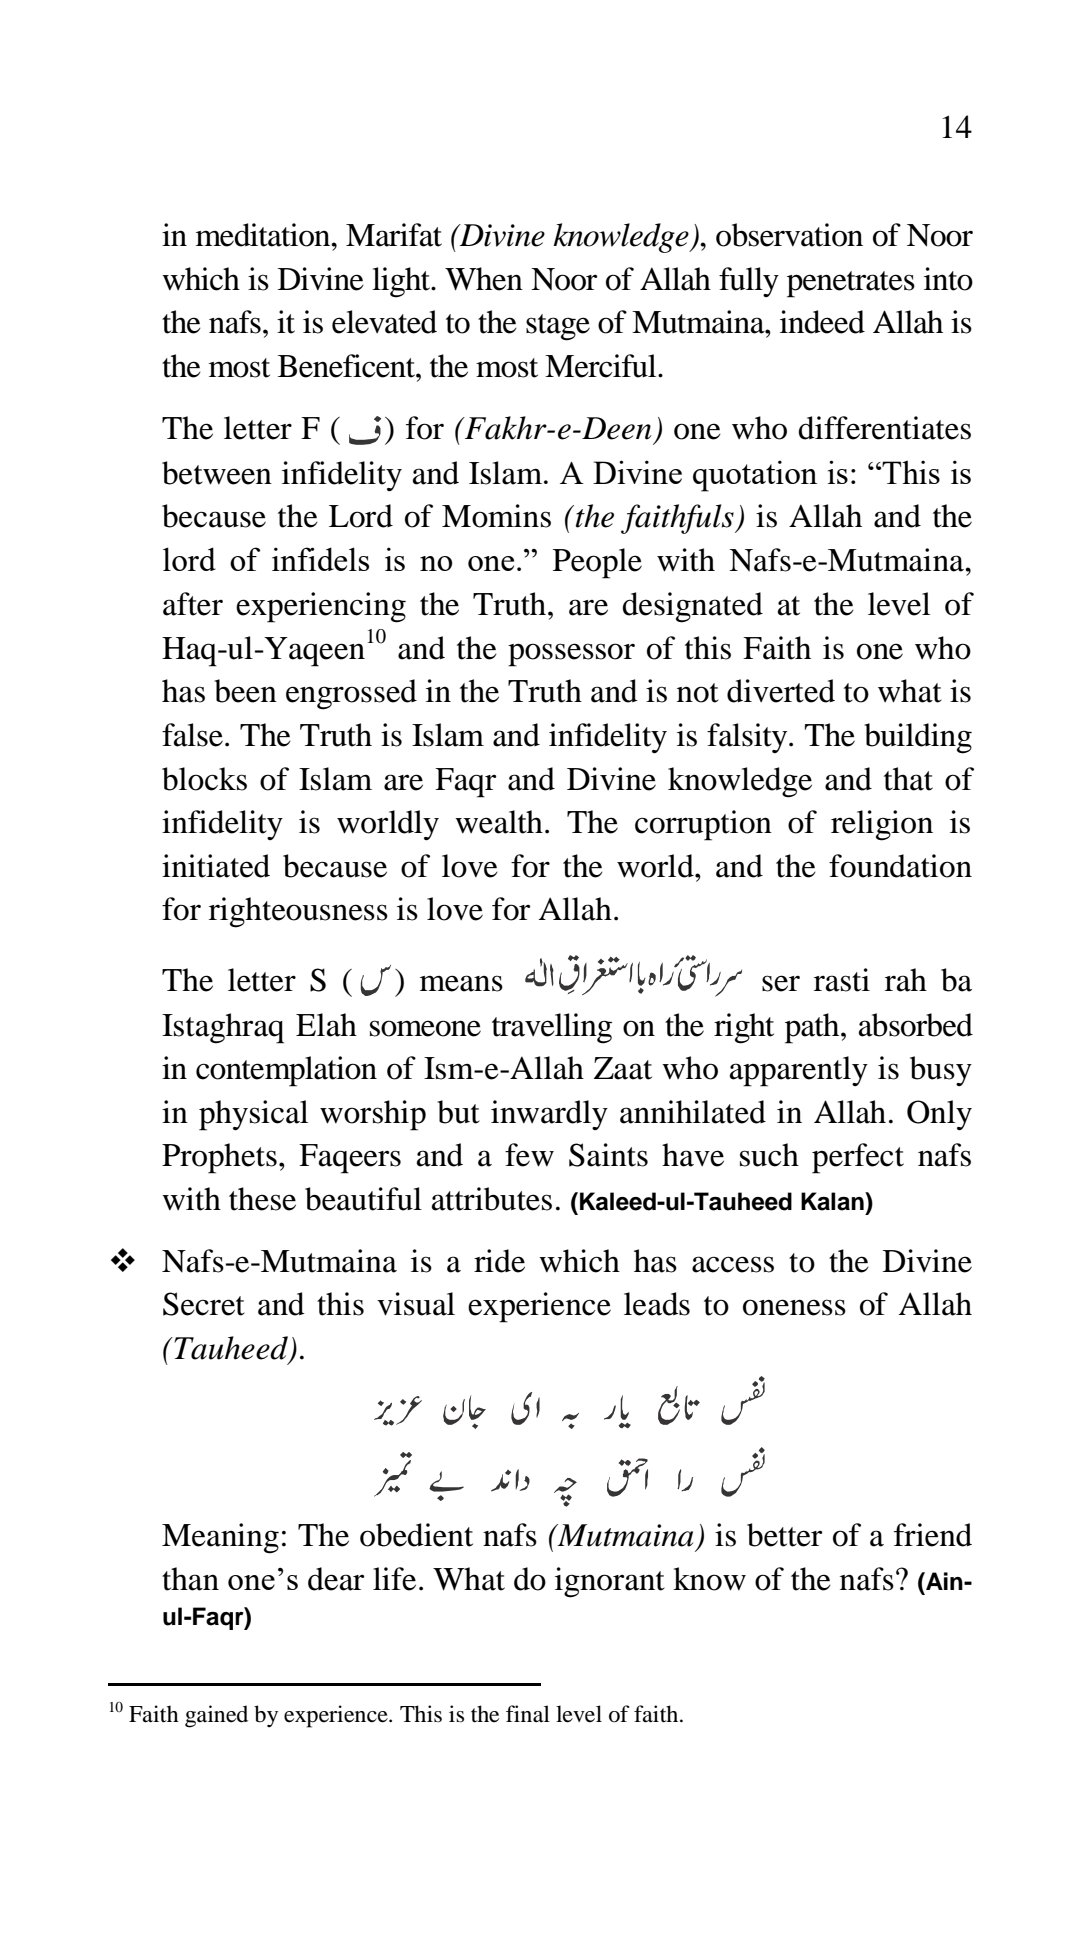 14
in meditation, Marifat (Divine knowledge), observation of Noor
which is Divine light. When Noor of Allah fully penetrates into
the nafs, it is elevated to the stage of Mutmaina, indeed Allah is
the most Beneficent, the most Merciful.
The letter F ( ف) for (Fakhr-e-Deen) one who differentiates
between infidelity and Islam. A Divine quotation is: “This is
because the Lord of Momins (the faithfuls) is Allah and the
lord of infidels is no one.” People with Nafs-e-Mutmaina,
after experiencing the Truth, are designated at the level of
Haq-ul-Yaqeen10 and the possessor of this Faith is one who
has been engrossed in the Truth and is not diverted to what is
false. The Truth is Islam and infidelity is falsity. The building
blocks of Islam are Faqr and Divine knowledge and that of
infidelity is worldly wealth. The corruption of religion is
initiated because of love for the world, and the foundation
for righteousness is love for Allah.
The letter S ( س) means سر راستیٔ راہ با استغراقِ الٰہ ser rasti rah ba
Istaghraq Elah someone travelling on the right path, absorbed
in contemplation of Ism-e-Allah Zaat who apparently is busy
in physical worship but inwardly annihilated in Allah. Only
Prophets, Faqeers and a few Saints have such perfect nafs
with these beautiful attributes. (Kaleed-ul-Tauheed Kalan)
❖ Nafs-e-Mutmaina is a ride which has access to the Divine
Secret and this visual experience leads to oneness of Allah
(Tauheed).
نفس تابع یار بہ ای جان عزیز
نفس را احمق چہ داند بے تمیز
Meaning: The obedient nafs (Mutmaina) is better of a friend
than one’s dear life. What do ignorant know of the nafs? (Ain-
ul-Faqr)
10 Faith gained by experience. This is the final level of faith.